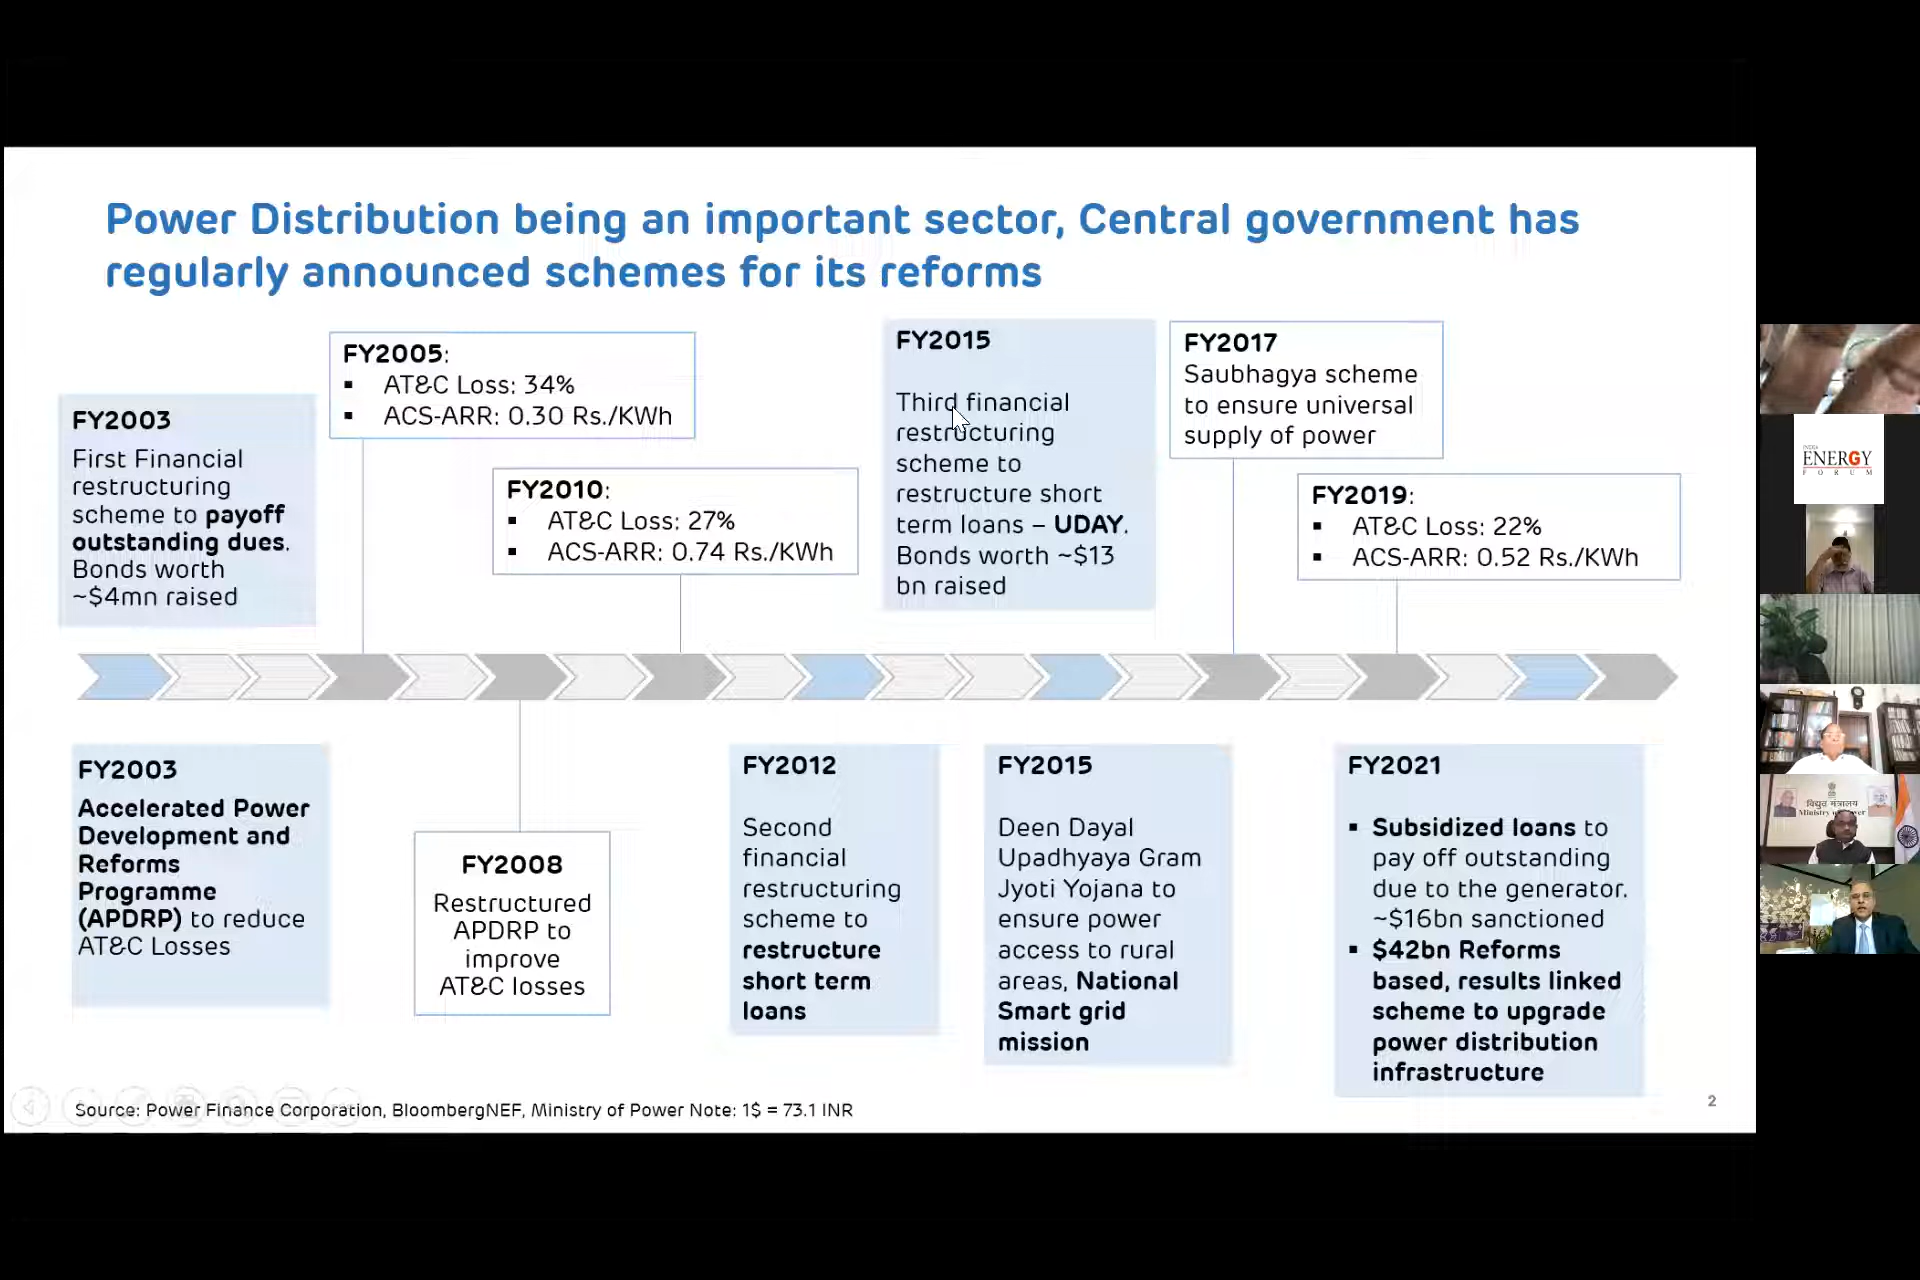 Power Distribution being an important sector, Central government has
regularly announced schemes for its reforms
FY2003
First Financial
restructuring
scheme to payoff
outstanding dues.
Bonds worth
~$4mn raised
FY2005:
▪ AT&C Loss: 34%
▪ ACS-ARR: 0.30 Rs./KWh
FY2010:
▪ AT&C Loss: 27%
▪ ACS-ARR: 0.74 Rs./KWh
FY2015
Third financial
restructuring
scheme to
restructure short
term loans – UDAY.
Bonds worth ~$13
bn raised
FY2017
Saubhagya scheme
to ensure universal
supply of power
FY2019:
▪ AT&C Loss: 22%
▪ ACS-ARR: 0.52 Rs./KWh
FY2003
Accelerated Power
Development and
Reforms
Programme
(APDRP) to reduce
AT&C Losses
FY2008
Restructured
APDRP to
improve
AT&C losses
FY2012
Second
financial
restructuring
scheme to
restructure
short term
loans
FY2015
Deen Dayal
Upadhyaya Gram
Jyoti Yojana to
ensure power
access to rural
areas, National
Smart grid
mission
FY2021
▪ Subsidized loans to
pay off outstanding
due to the generator.
~$16bn sanctioned
▪ $42bn Reforms
based, results linked
scheme to upgrade
power distribution
infrastructure
Source: Power Finance Corporation, BloombergNEF, Ministry of Power Note: 1$ = 73.1 INR
2
INDIA
ENERGY
FORUM
विद्युत मंत्रालय
Ministry of Power